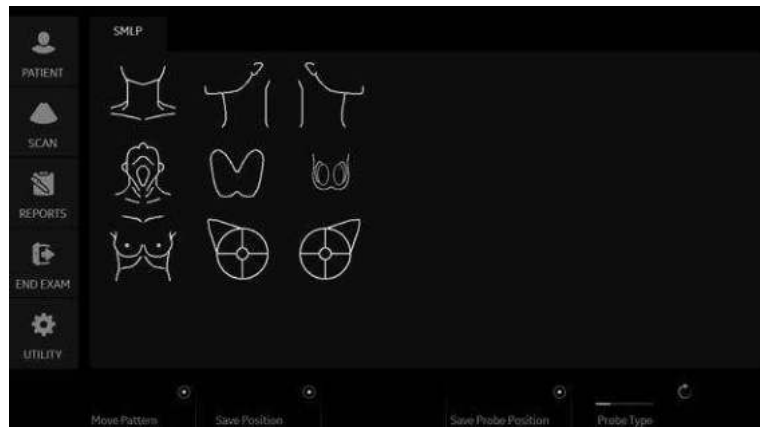 SMLP
PATIENT
SCAN
REPORTS
END EXAM
UTILITY
Move Pattern
Save Position
Save Probe Position
Probe Type